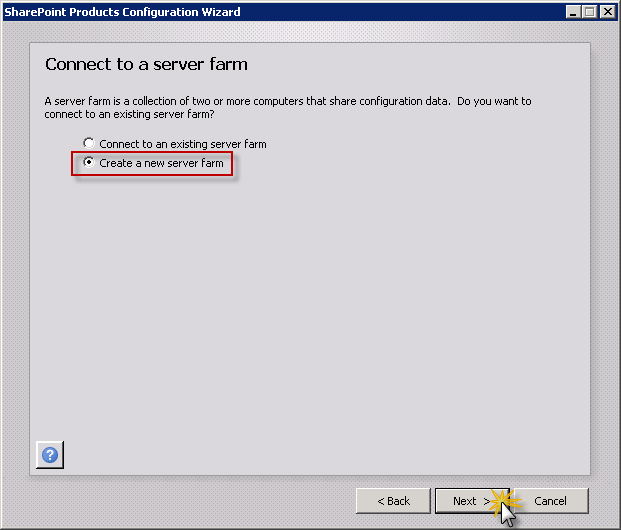 SharePoint Products Configuration Wizard
Connect to a server farm
A server farm is a collection of two or more computers that share configuration data. Do you want to
connect to an existing server farm?
Connect to an existing server farm
Create a new server farm
?
< Back
Next >
Cancel